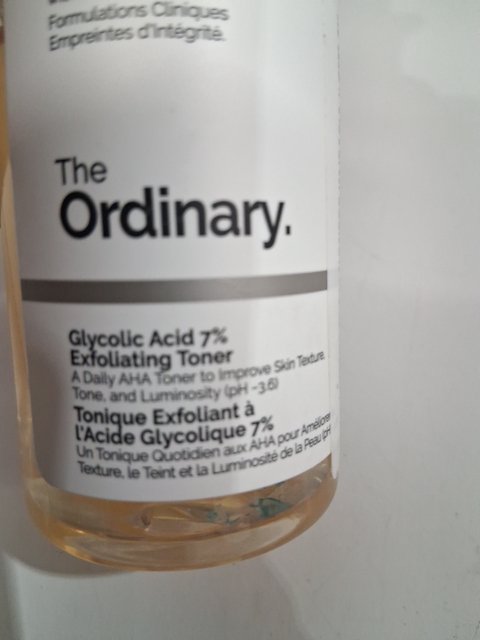 Formulations Cliniques
Empreintes d'Intégrité.
The
Ordinary.
Glycolic Acid 7%
Exfoliating Toner
A Daily AHA Toner to Improve Skin Texture,
Tone, and Luminosity (pH ~3.6)
Tonique Exfoliant à
l'Acide Glycolique 7%
Un Tonique Quotidien aux AHA pour Améliorer
Texture, le Teint et la Luminosité de la Peau (pH